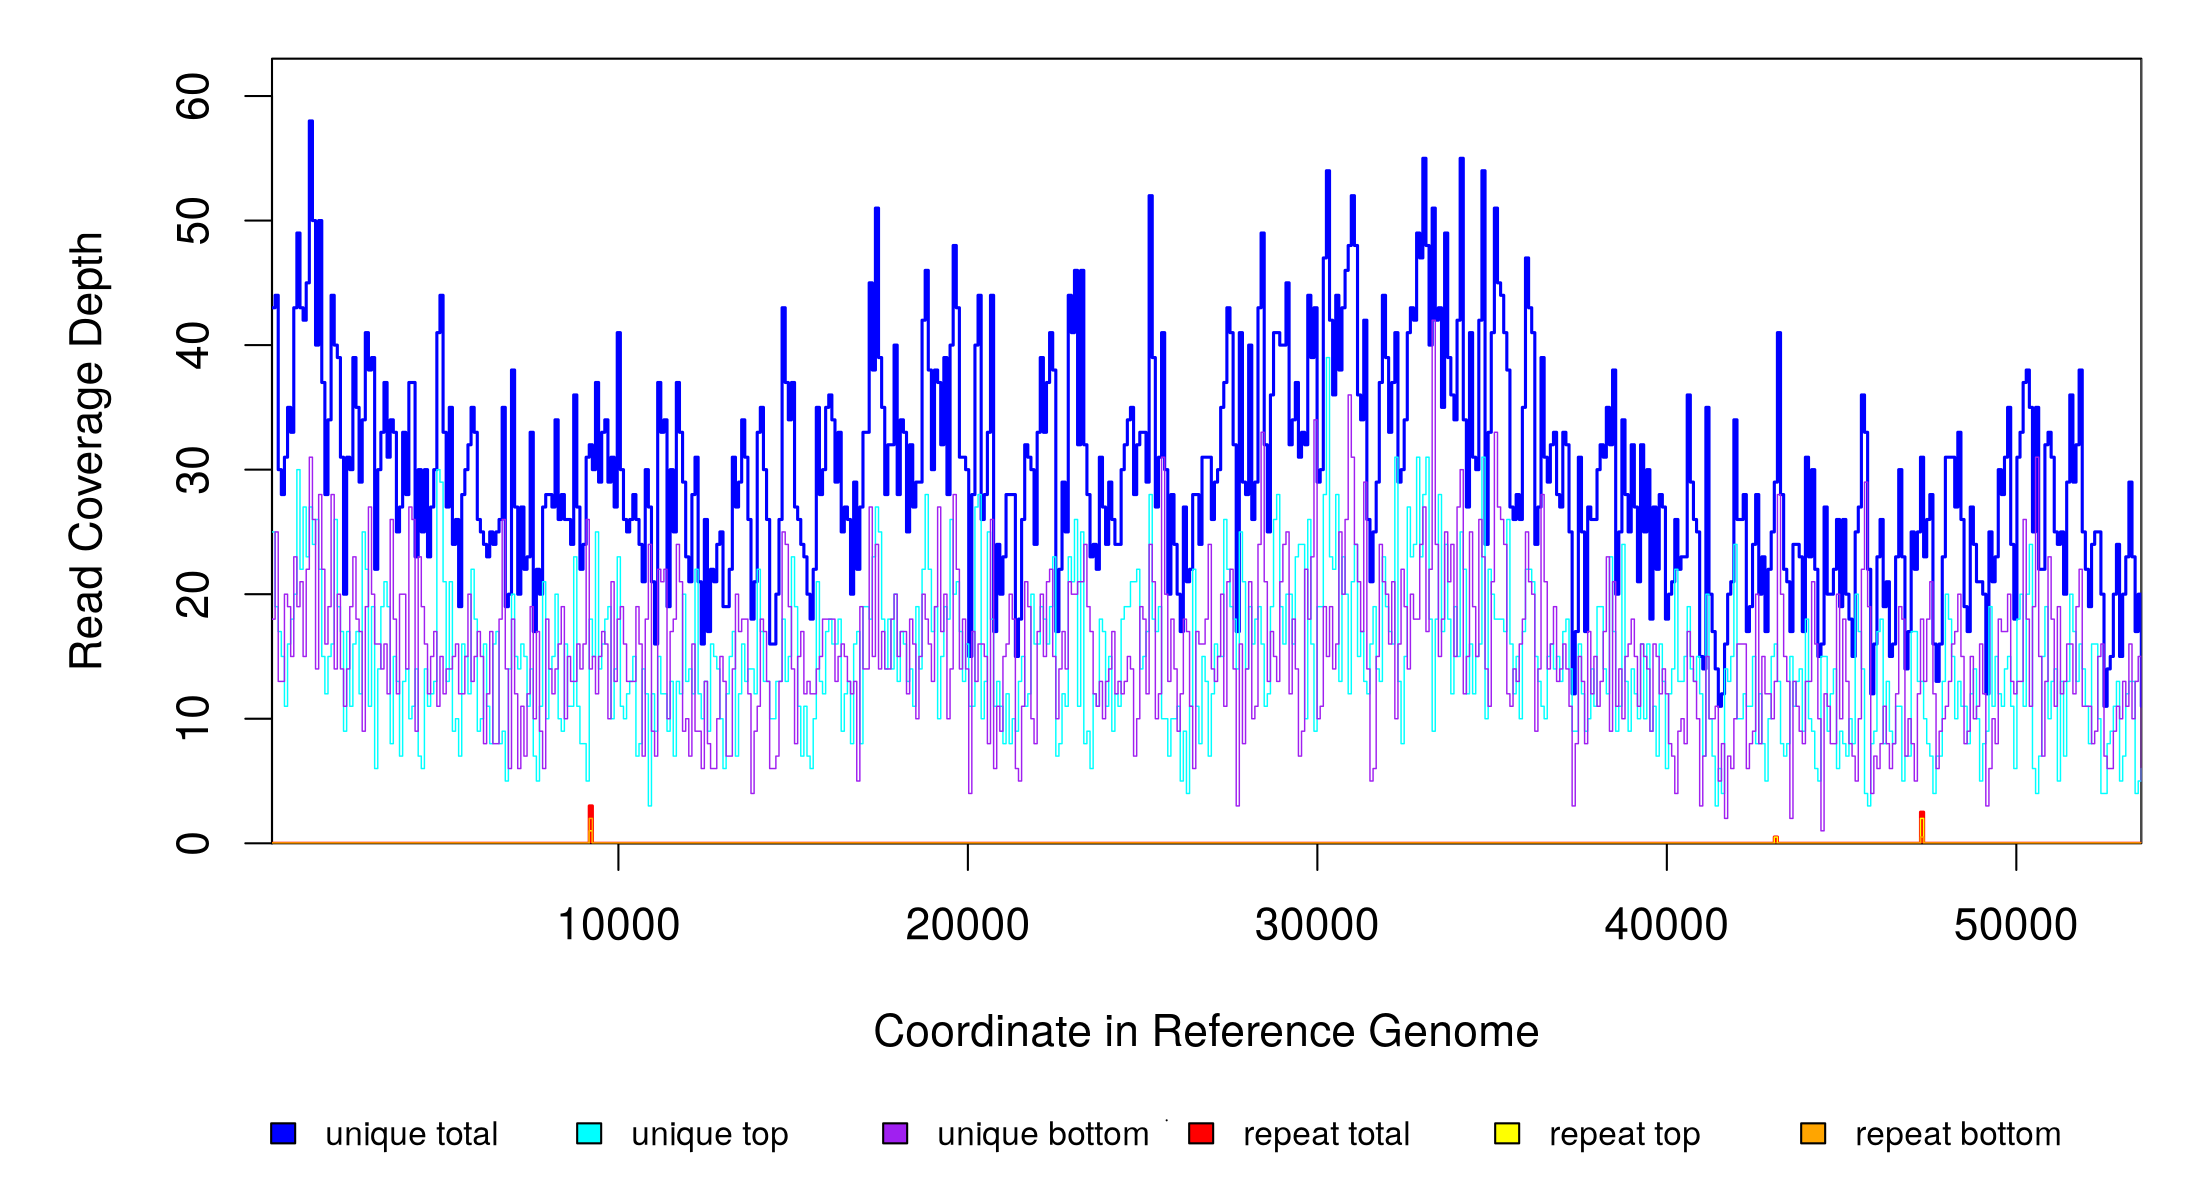 Read Coverage Depth
60
50
40
30
20
10
0
10000 20000 30000 40000 50000
Coordinate in Reference Genome
unique total unique top unique bottom repeat total repeat top repeat bottom